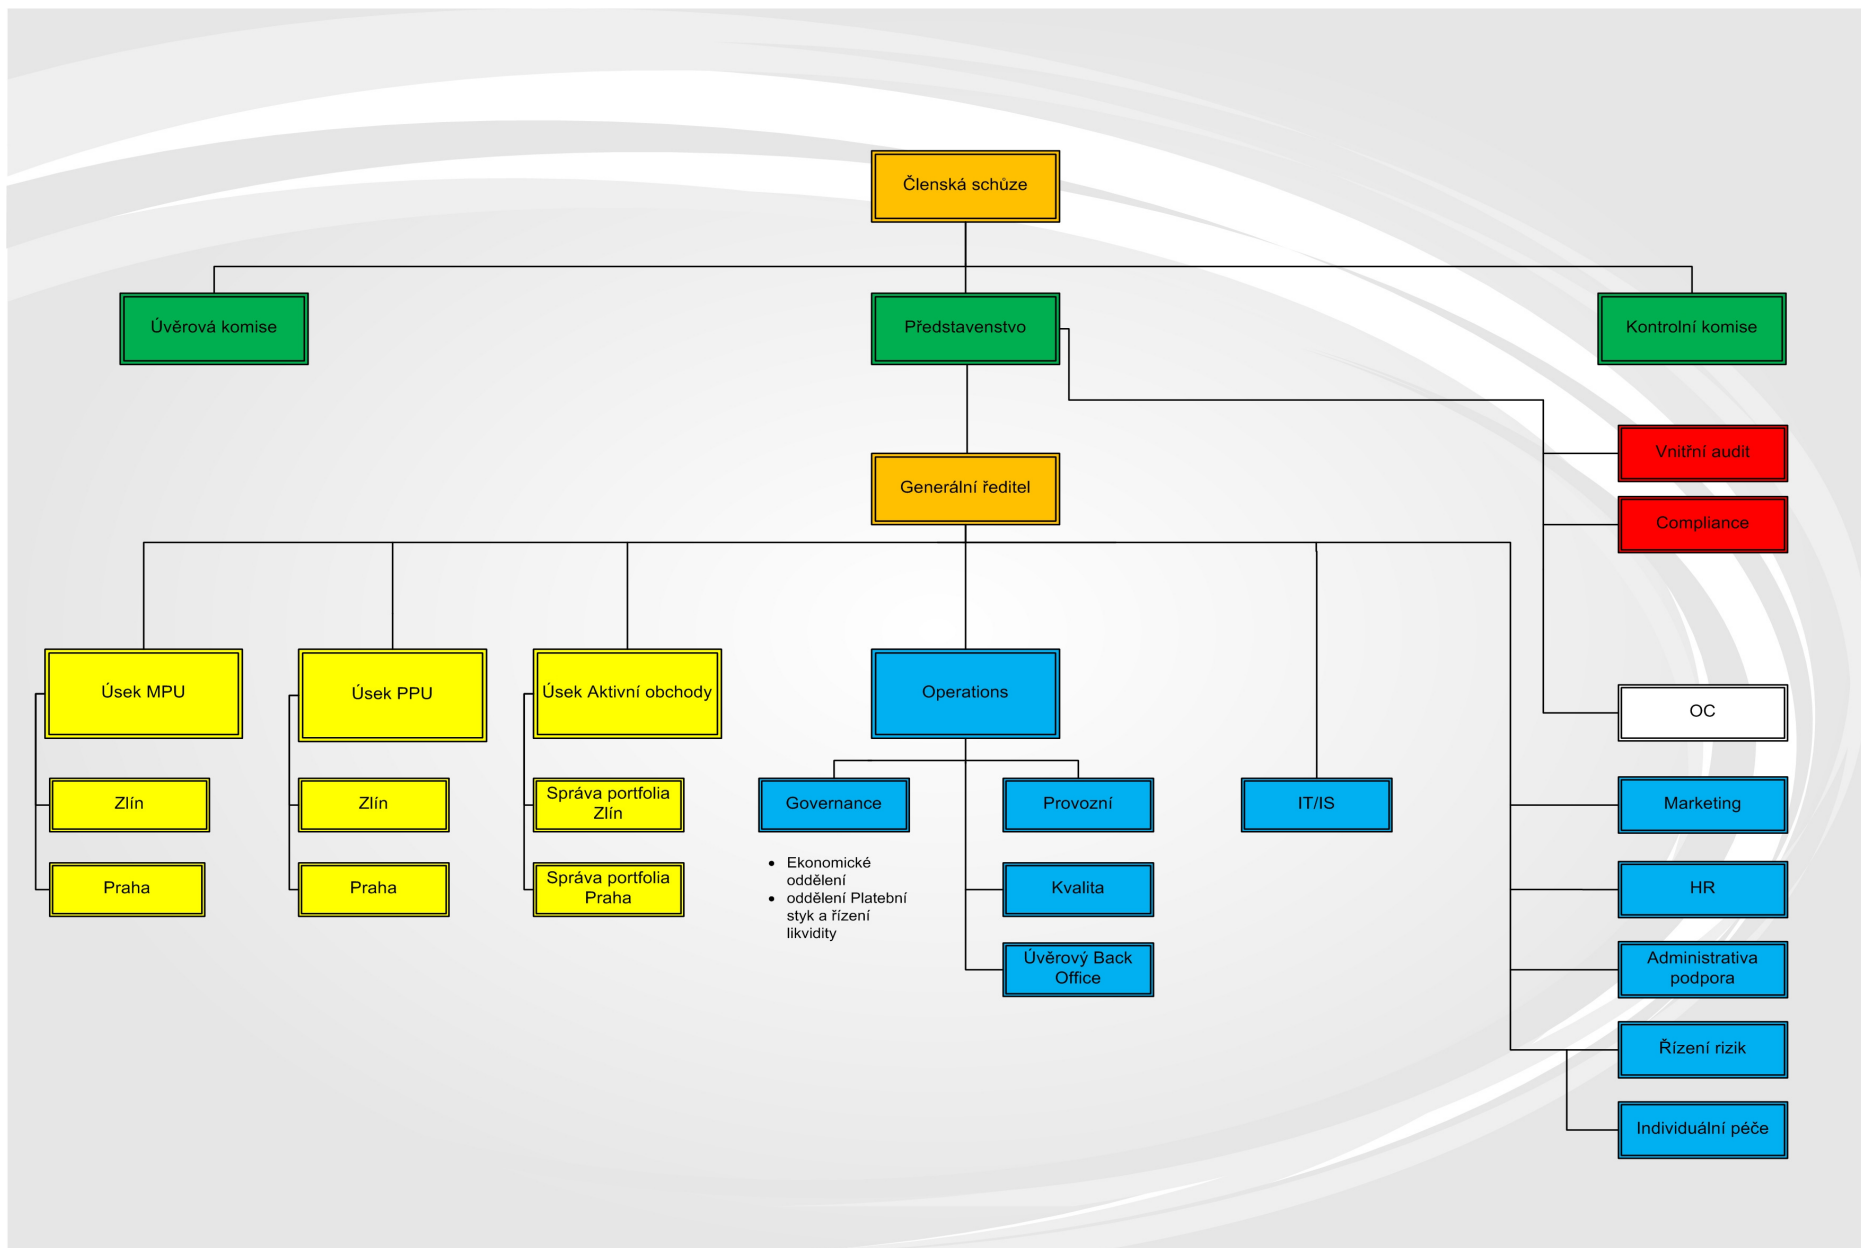 Členská schůze
Úvěrová komise
Představenstvo
Kontrolní komise
Vnitřní audit
Generální ředitel
Compliance
Úsek MPU
Úsek PPU
Úsek Aktivní obchody
Operations
OC
Zlín
Zlín
Správa portfolia
Zlín
Governance
Provozní
IT/IS
Marketing
Praha
Praha
Správa portfolia
Praha
• Ekonomické
oddělení
• oddělení Platební
styk a řízení
likvidity
Kvalita
HR
Úvěrový Back
Office
Administrativa
podpora
Řízení rizik
Individuální péče